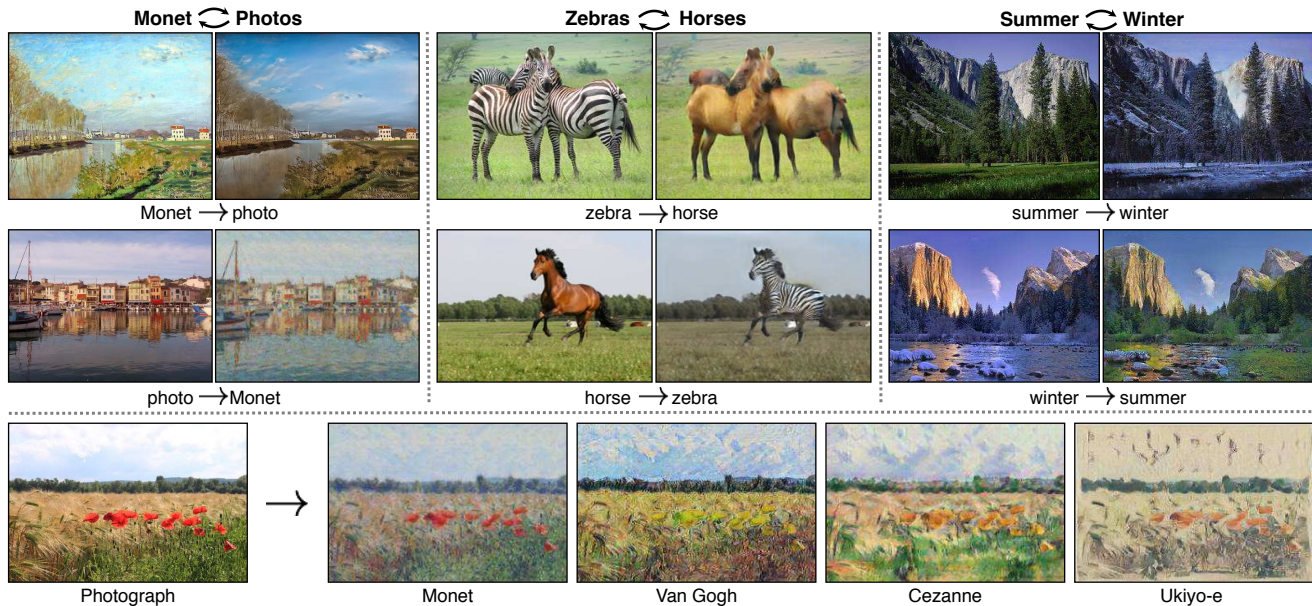 Monet Photos
Zebras Horses
Summer Winter
Monet → photo
zebra → horse
summer → winter
photo → Monet
horse → zebra
winter → summer
Photograph
→
Monet
Van Gogh
Cezanne
Ukiyo-e